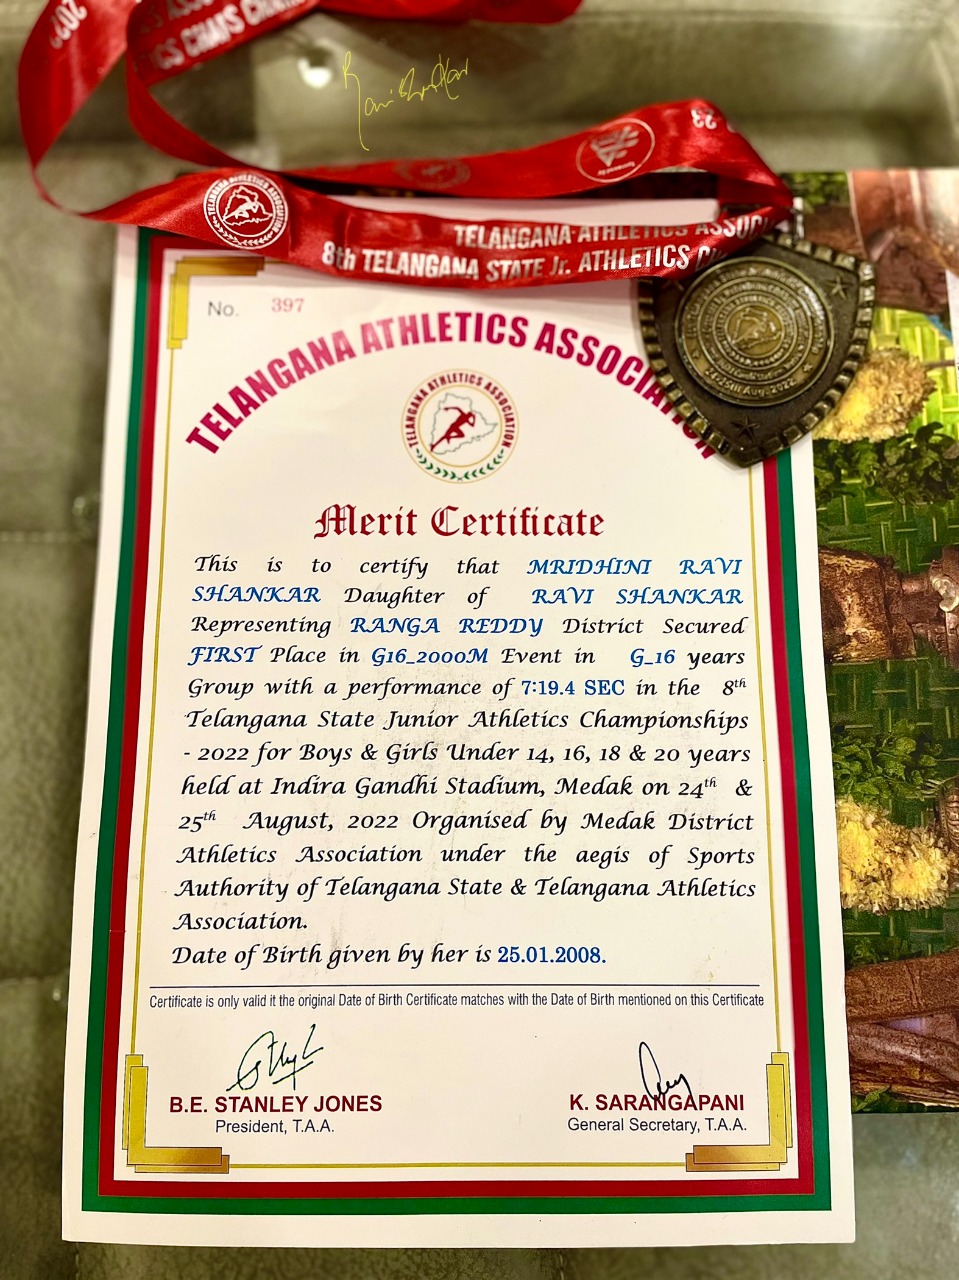 TELANGANA ATHLETICS ASSOCI
8th TELANGANA STATE Jr. ATHLETICS
TELANGANA ATHLETICS ASSOCIATION
No. 397
TELANGANA ATHLETICS ASSOCIATION
TELANGANA ATHLETICS ASSOCIATION
Aug. 2022
Merit Certificate
This is to certify that MRIDHINI RAVI
SHANKAR Daughter of RAVI SHANKAR
Representing RANGA REDDY District Secured
FIRST Place in G16_2000M Event in G_16 years
Group with a performance of 7:19.4 SEC in the 8th
Telangana State Junior Athletics Championships
- 2022 for Boys & Girls Under 14, 16, 18 & 20 years
held at Indira Gandhi Stadium, Medak on 24th &
25th August, 2022 Organised by Medak District
Athletics Association under the aegis of Sports
Authority of Telangana State & Telangana Athletics
Association.
Date of Birth given by her is 25.01.2008.
Certificate is only valid it the original Date of Birth Certificate matches with the Date of Birth mentioned on this Certificate
B.E. STANLEY JONES
President, T.A.A.
K. SARANGAPANI
General Secretary, T.A.A.